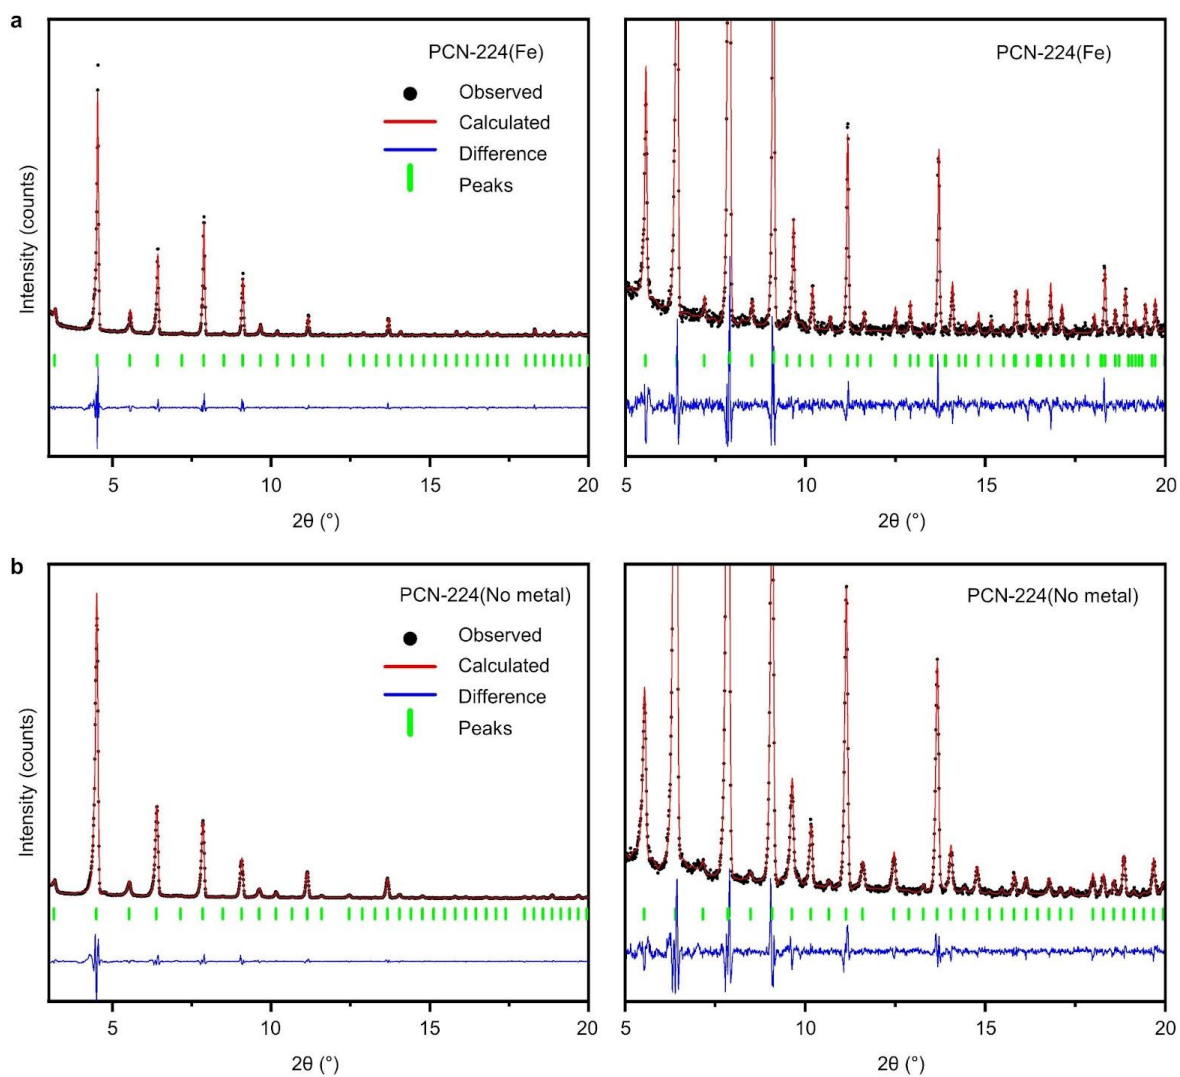 a
PCN-224(Fe)
Observed
Calculated
Difference
Peaks
Intensity (counts)
5 10 15 20
2θ (°)
PCN-224(Fe)
5 10 15 20
2θ (°)
b
PCN-224(No metal)
Observed
Calculated
Difference
Peaks
Intensity (counts)
5 10 15 20
2θ (°)
PCN-224(No metal)
5 10 15 20
2θ (°)